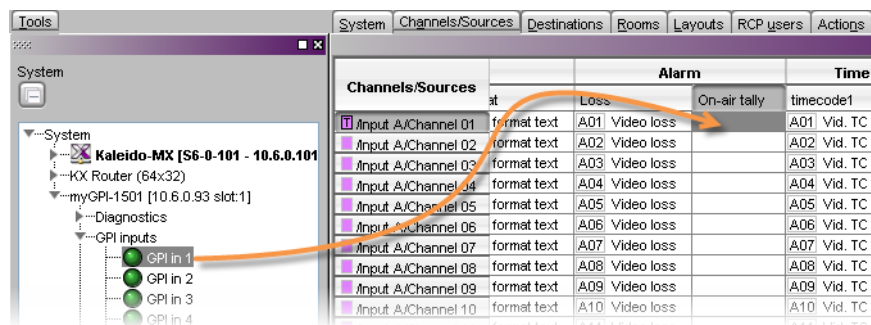 Tools
System
System
Kaleido-MX [S6-0-101 - 10.6.0.101
KX Router (64x32)
myGPI-1501 [10.6.0.93 slot:1]
Diagnostics
GPI inputs
GPI in 1
GPI in 2
GPI in 3
GPI in 4
System Channels/Sources Destinations Rooms Layouts RCP users Actions
Channels/Sources Alarm Time
at Loss On-air tally timecode1
T /Input A/Channel 01 format text A01 Video loss A01 Vid. TC
/Input A/Channel 02 format text A02 Video loss A02 Vid. TC
/Input A/Channel 03 format text A03 Video loss A03 Vid. TC
/Input A/Channel 04 format text A04 Video loss A04 Vid. TC
/Input A/Channel 05 format text A05 Video loss A05 Vid. TC
/Input A/Channel 06 format text A06 Video loss A06 Vid. TC
/Input A/Channel 07 format text A07 Video loss A07 Vid. TC
/Input A/Channel 08 format text A08 Video loss A08 Vid. TC
/Input A/Channel 09 format text A09 Video loss A09 Vid. TC
/Input A/Channel 10 format text A10 Video loss A10 Vid. TC